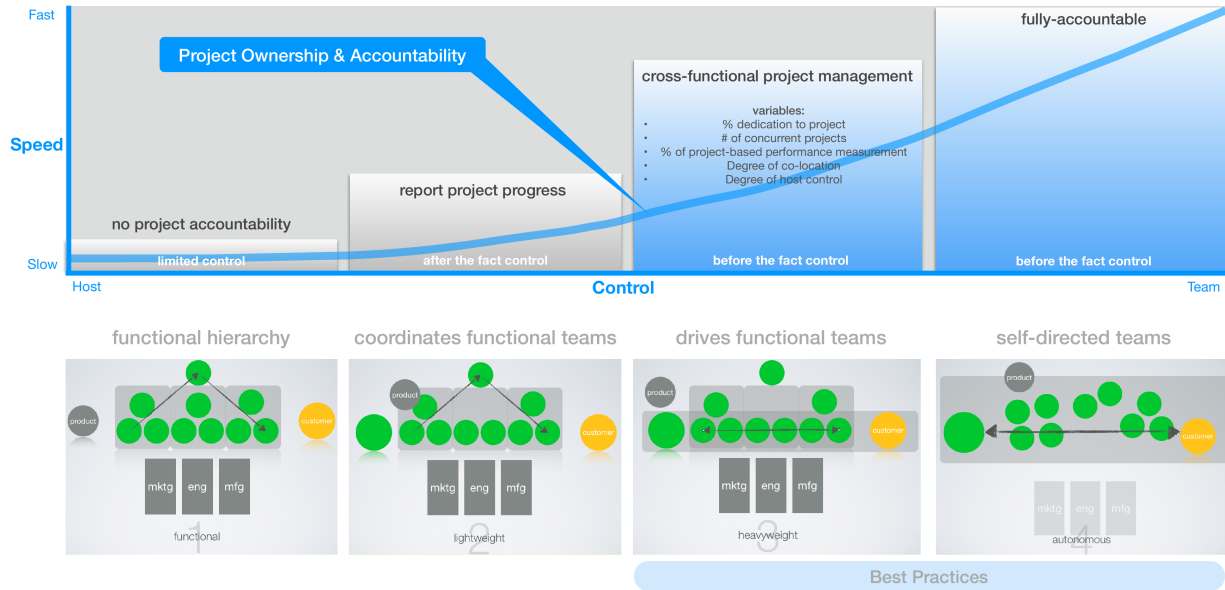 Fast
fully-accountable
Project Ownership & Accountability
cross-functional project management
variables:
• % dedication to project
• # of concurrent projects
• % of project-based performance measurement
• Degree of co-location
• Degree of host control
Speed
report project progress
no project accountability
Slow
limited control
after the fact control
before the fact control
before the fact control
Host
Control
Team
functional hierarchy
coordinates functional teams
drives functional teams
self-directed teams
product
customer
mktg
eng
mfg
1
functional
product
customer
mktg
eng
mfg
2
lightweight
product
customer
mktg
eng
mfg
3
heavyweight
product
customer
mktg
eng
mfg
4
autonomous
Best Practices